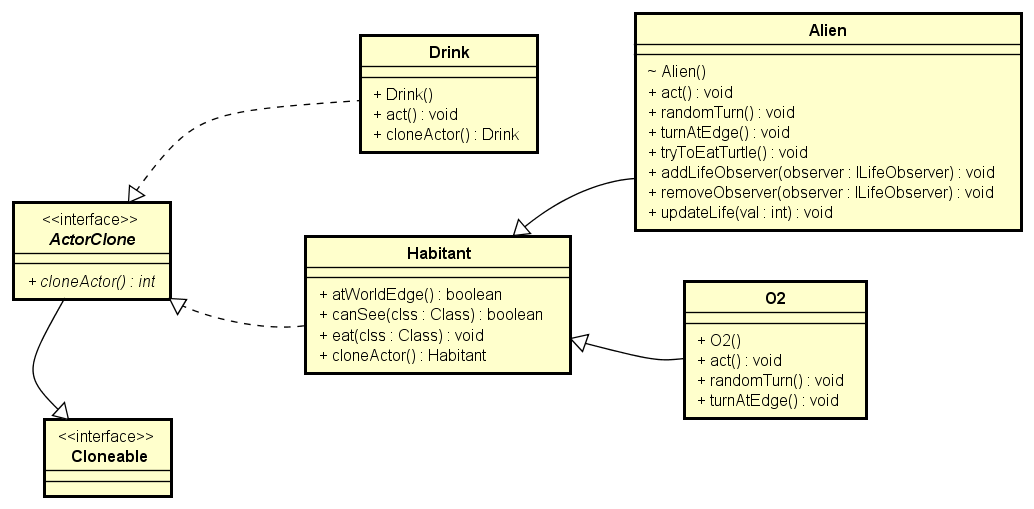 Drink
+ Drink()
+ act() : void
+ cloneActor() : Drink
Alien
~ Alien()
+ act() : void
+ randomTurn() : void
+ turnAtEdge() : void
+ tryToEatTurtle() : void
+ addLifeObserver(observer : ILifeObserver) : void
+ removeObserver(observer : ILifeObserver) : void
+ updateLife(val : int) : void
<<interface>>
ActorClone
+ cloneActor() : int
Habitant
+ atWorldEdge() : boolean
+ canSee(clss : Class) : boolean
+ eat(clss : Class) : void
+ cloneActor() : Habitant
O2
+ O2()
+ act() : void
+ randomTurn() : void
+ turnAtEdge() : void
<<interface>>
Cloneable